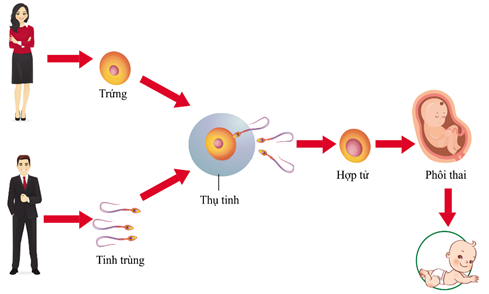 Trứng
Thụ tinh
Hợp tử
Phôi thai
Tinh trùng